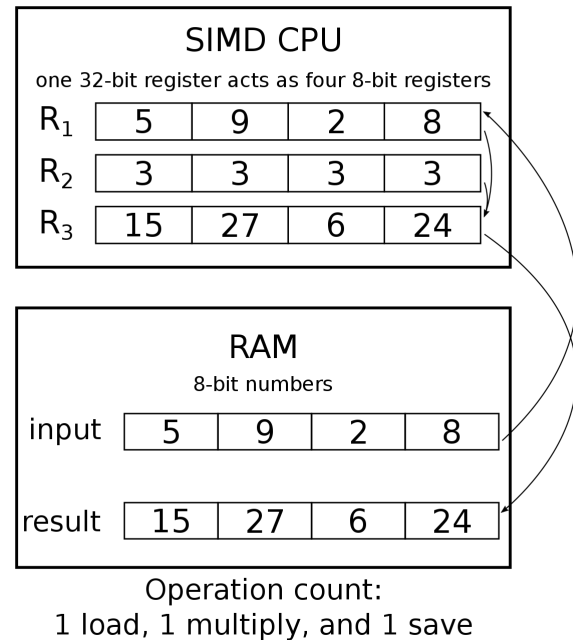 SIMD CPU
one 32-bit register acts as four 8-bit registers
R₁ 5 9 2 8
R₂ 3 3 3 3
R₃ 15 27 6 24
RAM
8-bit numbers
input 5 9 2 8
result 15 27 6 24
Operation count:
1 load, 1 multiply, and 1 save